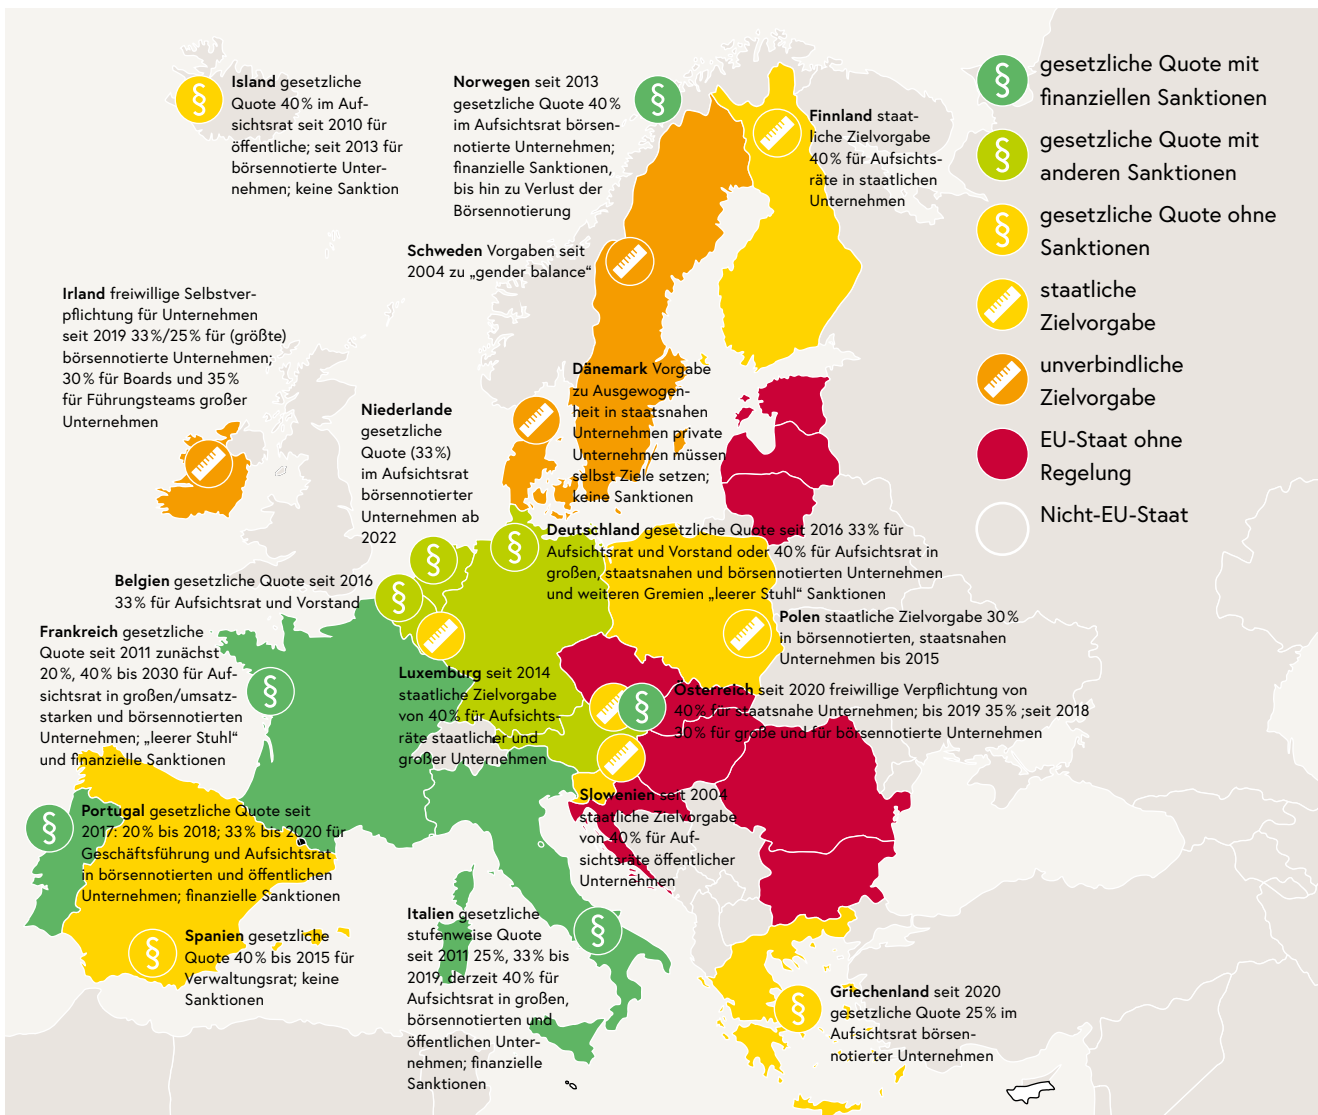 Island gesetzliche
Quote 40% im Auf-
sichtsrat seit 2010 für
öffentliche; seit 2013 für
börsennotierte Unter-
nehmen; keine Sanktion
Norwegen seit 2013
gesetzliche Quote 40%
im Aufsichtsrat börsen-
notierte Unternehmen;
finanzielle Sanktionen,
bis hin zu Verlust der
Börsennotierung
Finnland staat-
liche Zielvorgabe
40% für Aufsichts-
räte in staatlichen
Unternehmen
§ gesetzliche Quote mit
finanziellen Sanktionen
§ gesetzliche Quote mit
anderen Sanktionen
§ gesetzliche Quote ohne
Sanktionen
staatliche
Zielvorgabe
unverbindliche
Zielvorgabe
EU-Staat ohne
Regelung
Nicht-EU-Staat
Schweden Vorgaben seit
2004 zu „gender balance“
Irland freiwillige Selbstver-
pflichtung für Unternehmen
seit 2019 33%/25% für (größte)
börsennotierte Unternehmen;
30% für Boards und 35%
für Führungsteams großer
Unternehmen
Dänemark Vorgabe
zu Ausgewogen-
heit in staatsnahen
Unternehmen private
Unternehmen müssen
selbst Ziele setzen;
keine Sanktionen
Niederlande
gesetzliche
Quote (33%)
im Aufsichtsrat
börsennotierter
Unternehmen ab
2022
Deutschland gesetzliche Quote seit 2016 33% für
Aufsichtsrat und Vorstand oder 40% für Aufsichtsrat in
großen, staatsnahen und börsennotierten Unternehmen
und weiteren Gremien „leerer Stuhl“ Sanktionen
Belgien gesetzliche Quote seit 2016
33% für Aufsichtsrat und Vorstand
Polen staatliche Zielvorgabe 30%
in börsennotierten, staatsnahen
Unternehmen bis 2015
Frankreich gesetzliche
Quote seit 2011 zunächst
20%, 40% bis 2030 für Auf-
sichtsrat in großen/umsatz-
starken und börsennotierten
Unternehmen; „leerer Stuhl“
und finanzielle Sanktionen
Luxemburg seit 2014
staatliche Zielvorgabe
von 40% für Aufsichts-
räte staatlicher und
großer Unternehmen
Österreich seit 2020 freiwillige Verpflichtung von
40% für staatsnahe Unternehmen; bis 2019 35% ;seit 2018
30% für große und für börsennotierte Unternehmen
Slowenien seit 2004
staatliche Zielvorgabe
von 40% für Auf-
sichtsräte öffentlicher
Unternehmen
Portugal gesetzliche Quote seit
2017: 20% bis 2018; 33% bis 2020 für
Geschäftsführung und Aufsichtsrat
in börsennotierten und öffentlichen
Unternehmen; finanzielle Sanktionen
Spanien gesetzliche
Quote 40% bis 2015 für
Verwaltungsrat; keine
Sanktionen
Italien gesetzliche
stufenweise Quote
seit 2011 25%, 33% bis
2019, derzeit 40% für
Aufsichtsrat in großen,
börsennotierten und
öffentlichen Unter-
nehmen; finanzielle
Sanktionen
Griechenland seit 2020
gesetzliche Quote 25% im
Aufsichtsrat börsen-
notierter Unternehmen